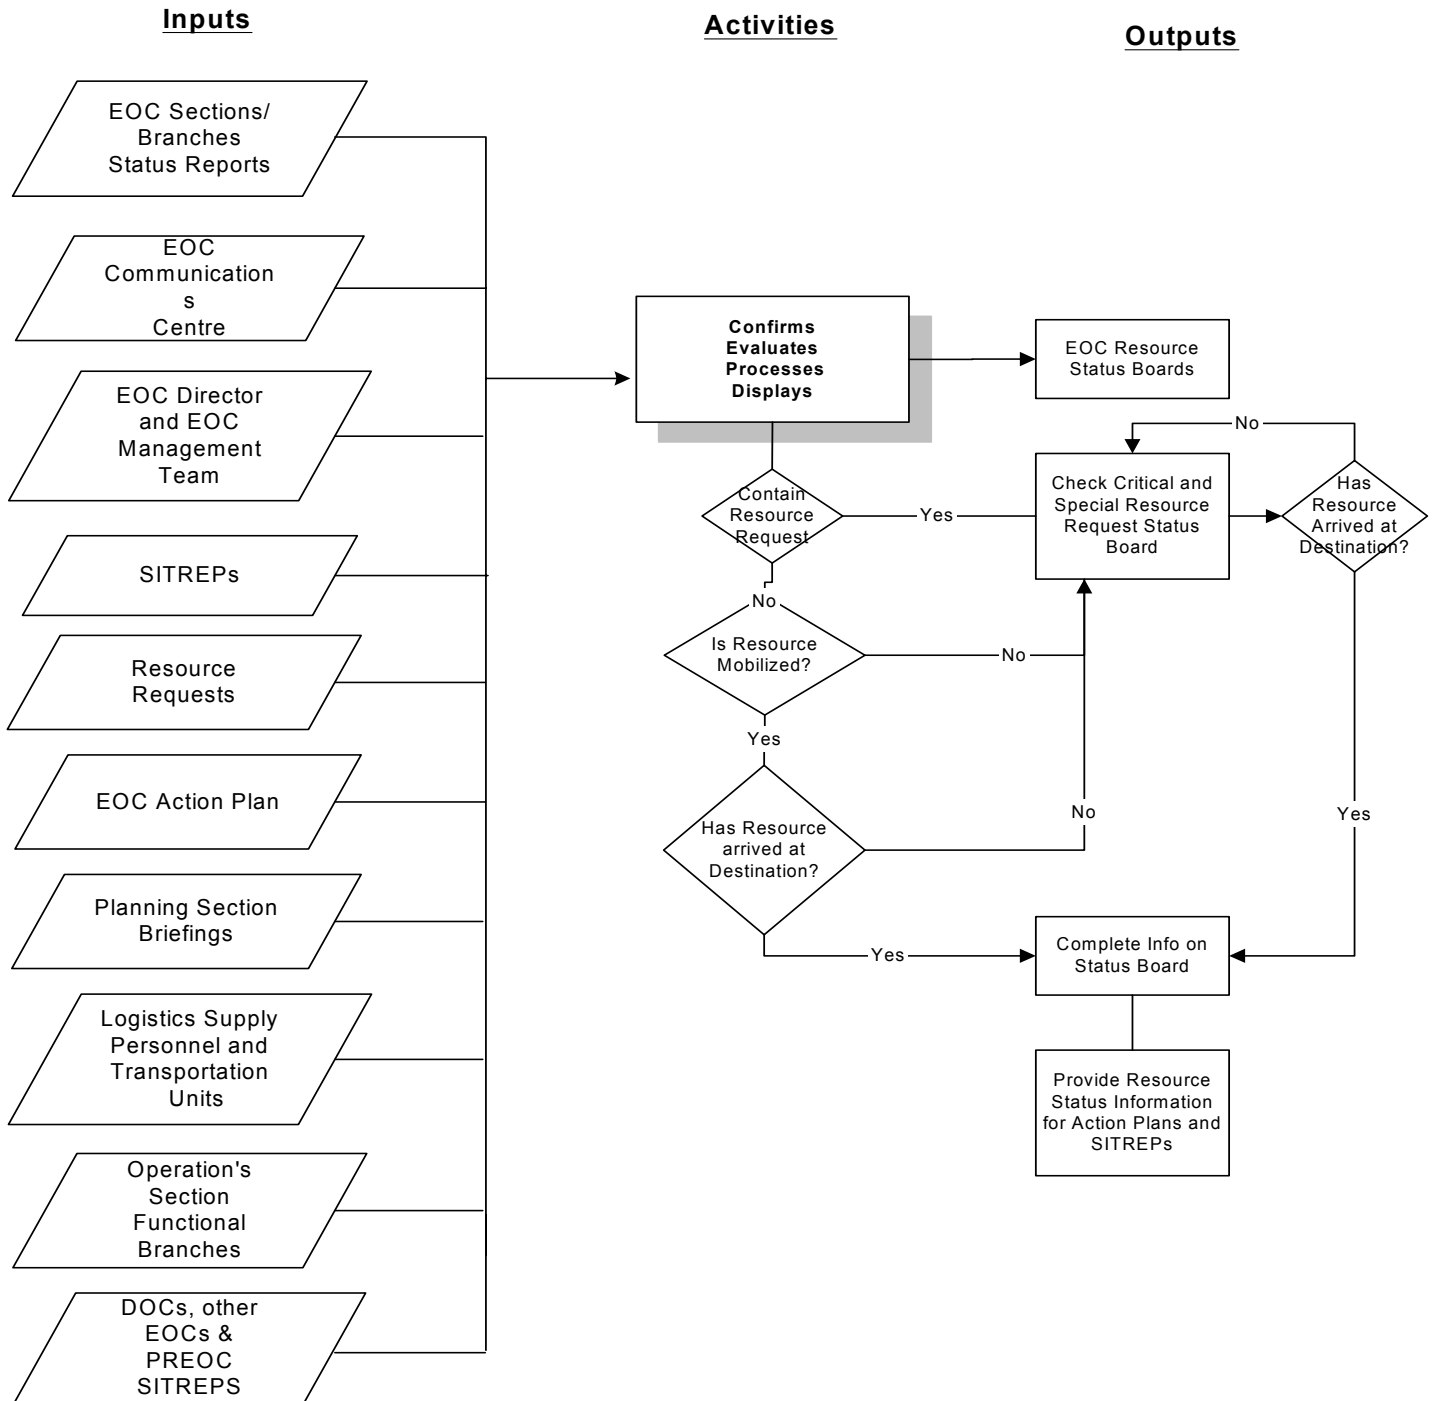 Inputs
Activities
Outputs
EOC Sections/
Branches
Status Reports
EOC
Communication
s
Centre
EOC Director
and EOC
Management
Team
SITREPs
Resource
Requests
EOC Action Plan
Planning Section
Briefings
Logistics Supply
Personnel and
Transportation
Units
Operation's
Section
Functional
Branches
DOCs, other
EOCs &
PREOC
SITREPS
Confirms
Evaluates
Processes
Displays
Contain
Resource
Request
Yes
No
Is Resource
Mobilized?
No
Yes
Has Resource
arrived at
Destination?
No
Yes
EOC Resource
Status Boards
No
Check Critical and
Special Resource
Request Status
Board
Has
Resource
Arrived at
Destination?
Yes
Complete Info on
Status Board
Provide Resource
Status Information
for Action Plans and
SITREPs